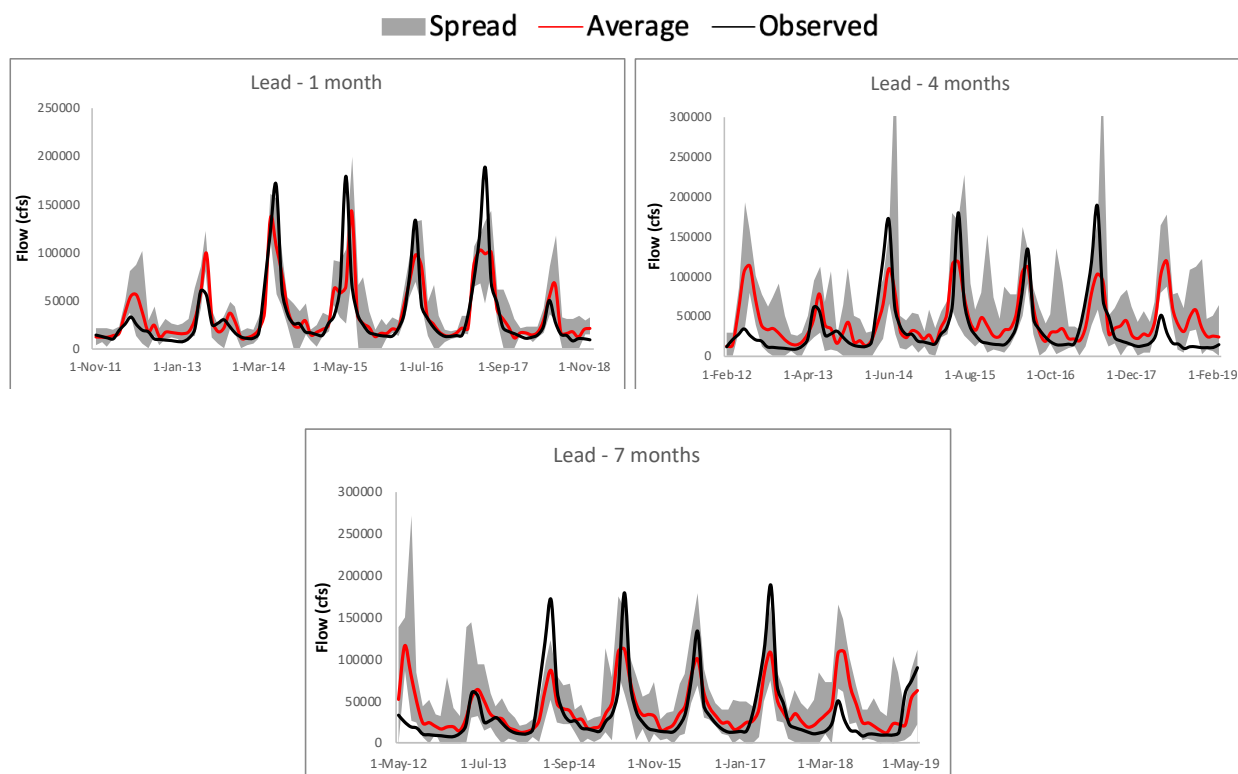 Spread Average Observed
Lead - 1 month
Flow (cfs)
250000
200000
150000
100000
50000
0
1-Nov-11 1-Jan-13 1-Mar-14 1-May-15 1-Jul-16 1-Sep-17 1-Nov-18
Lead - 4 months
Flow (cfs)
300000
250000
200000
150000
100000
50000
0
1-Feb-12 1-Apr-13 1-Jun-14 1-Aug-15 1-Oct-16 1-Dec-17 1-Feb-19
Lead - 7 months
Flow (cfs)
300000
250000
200000
150000
100000
50000
0
1-May-12 1-Jul-13 1-Sep-14 1-Nov-15 1-Jan-17 1-Mar-18 1-May-19